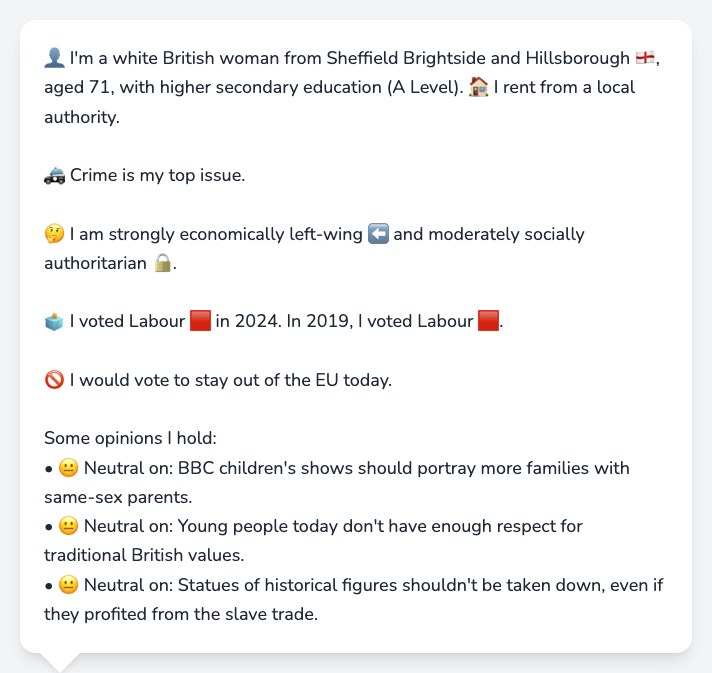 👤 I'm a white British woman from Sheffield Brightside and Hillsborough 🏴󠁧󠁢󠁥󠁮󠁧󠁿,
aged 71, with higher secondary education (A Level). 🏠 I rent from a local
authority.
🚓 Crime is my top issue.
🤔 I am strongly economically left-wing ⬅️ and moderately socially
authoritarian 🔒.
🗳️ I voted Labour 🟥 in 2024. In 2019, I voted Labour 🟥.
🚫 I would vote to stay out of the EU today.
Some opinions I hold:
• 😐 Neutral on: BBC children's shows should portray more families with
same-sex parents.
• 😐 Neutral on: Young people today don't have enough respect for
traditional British values.
• 😐 Neutral on: Statues of historical figures shouldn't be taken down, even if
they profited from the slave trade.